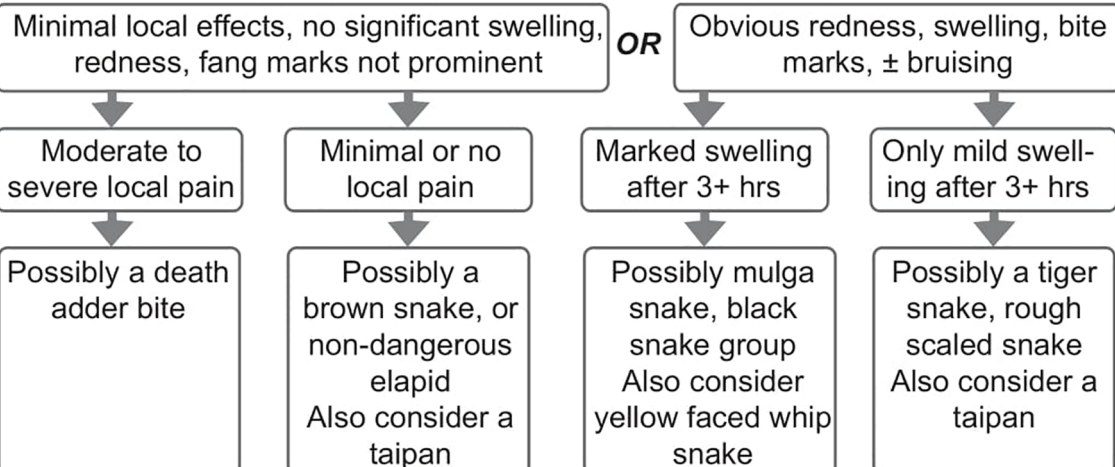 Minimal local effects, no significant swelling,
redness, fang marks not prominent
OR
Obvious redness, swelling, bite
marks, ± bruising
Moderate to
severe local pain
Minimal or no
local pain
Marked swelling
after 3+ hrs
Only mild swell-
ing after 3+ hrs
Possibly a death
adder bite
Possibly a
brown snake, or
non-dangerous
elapid
Also consider a
taipan
Possibly mulga
snake, black
snake group
Also consider
yellow faced whip
snake
Possibly a tiger
snake, rough
scaled snake
Also consider a
taipan